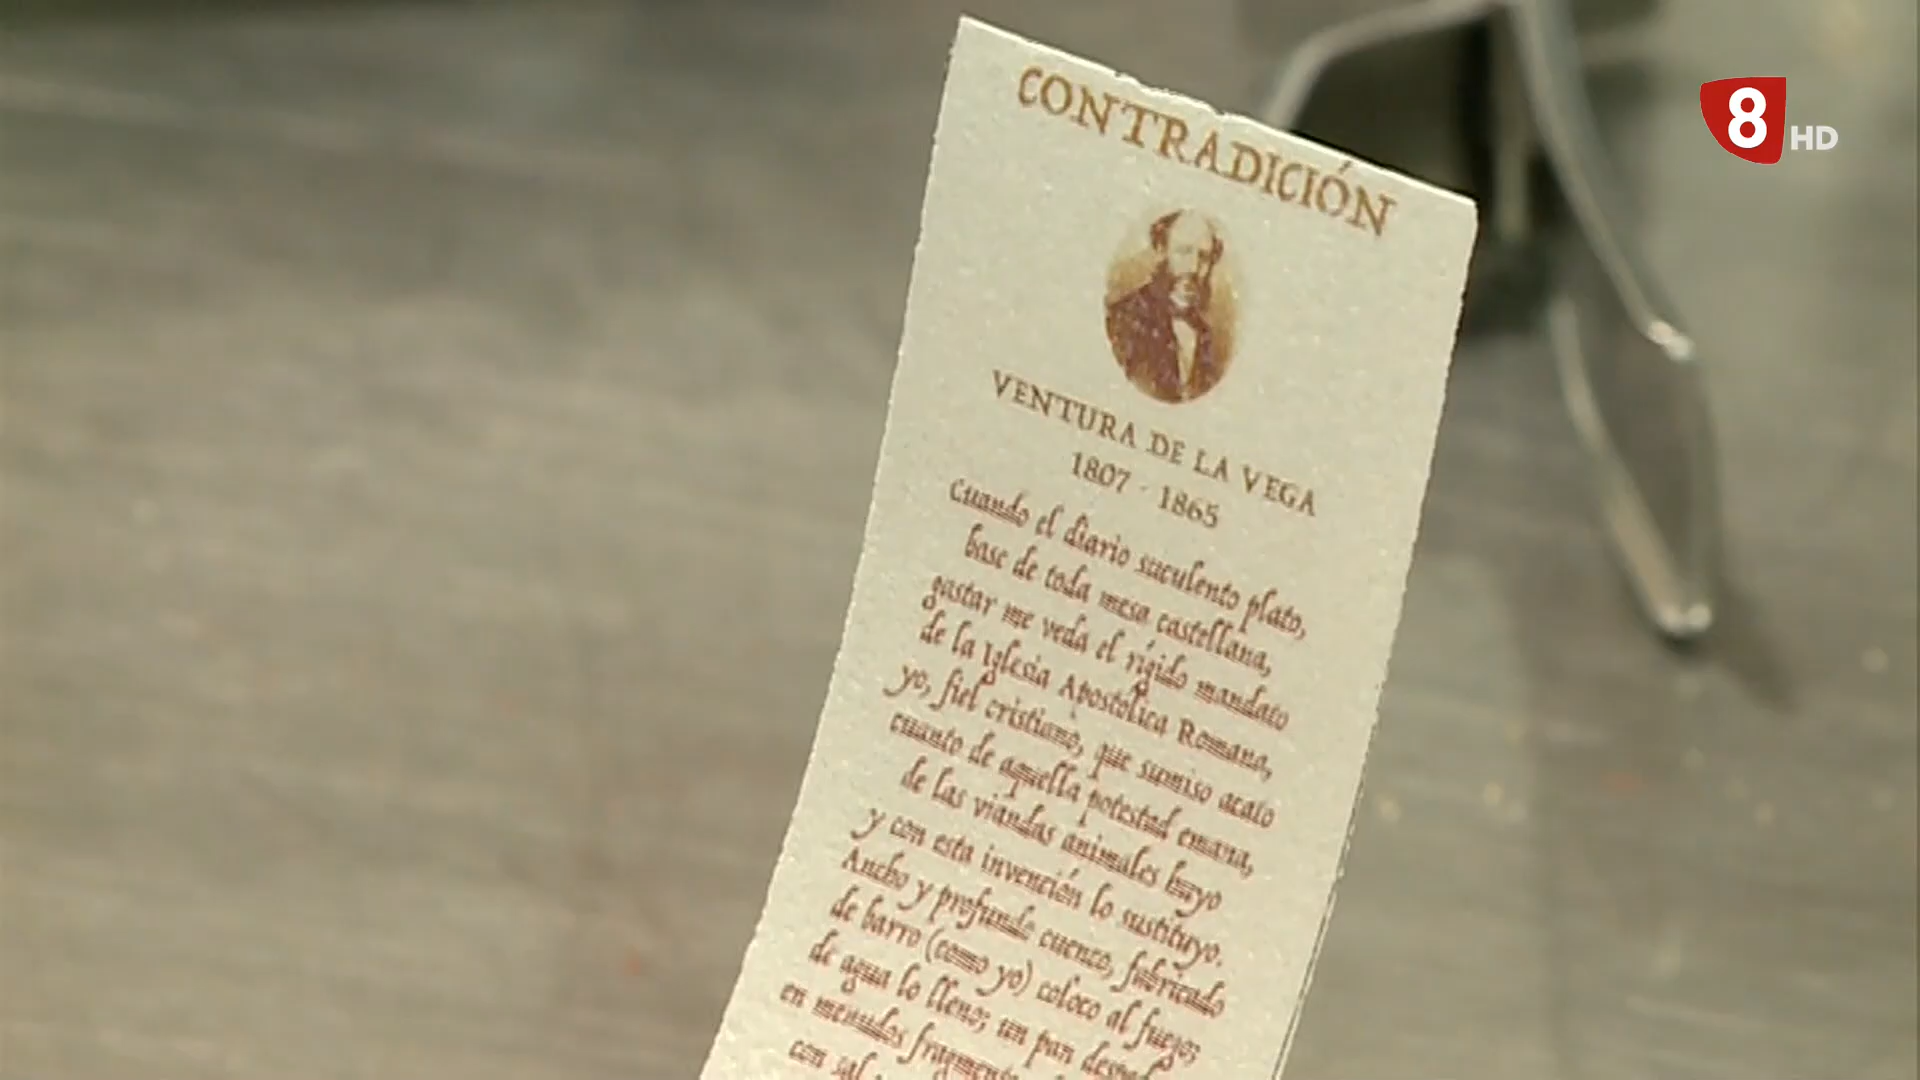 8 HD
CONTRADICIÓN
VENTURA DE LA VEGA
1807 - 1865
Cuando el diario suculento plato,
base de toda mesa castellana,
gastar me veda el rígido mandato
de la Iglesia Apostólica Romana,
yo, fiel cristiano, que sumiso acato
cuanto de aquella potestad emana,
de las viandas animales huyo
y con esta invención lo sustituyo.
Ancho y profundo cuenco, fabricado
de barro (como yo) coloco al fuego;
de agua lo lleno; un pan
en menudos
con sal